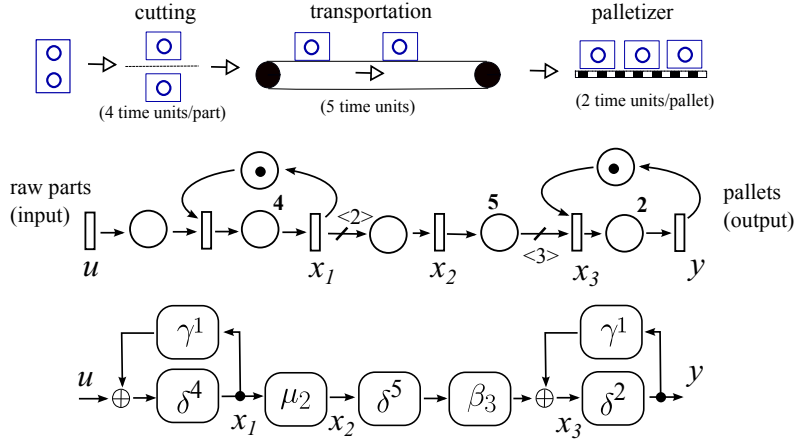 cutting
transportation
palletizer
(4 time units/part)
(5 time units)
(2 time units/pallet)
raw parts
(input)
4
<2>
5
<3>
2
pallets
(output)
u
x₁
x₂
x₃
y
γ¹
γ¹
u
⊕
δ⁴
x₁
μ₂
x₂
δ⁵
β₃
⊕
x₃
δ²
y